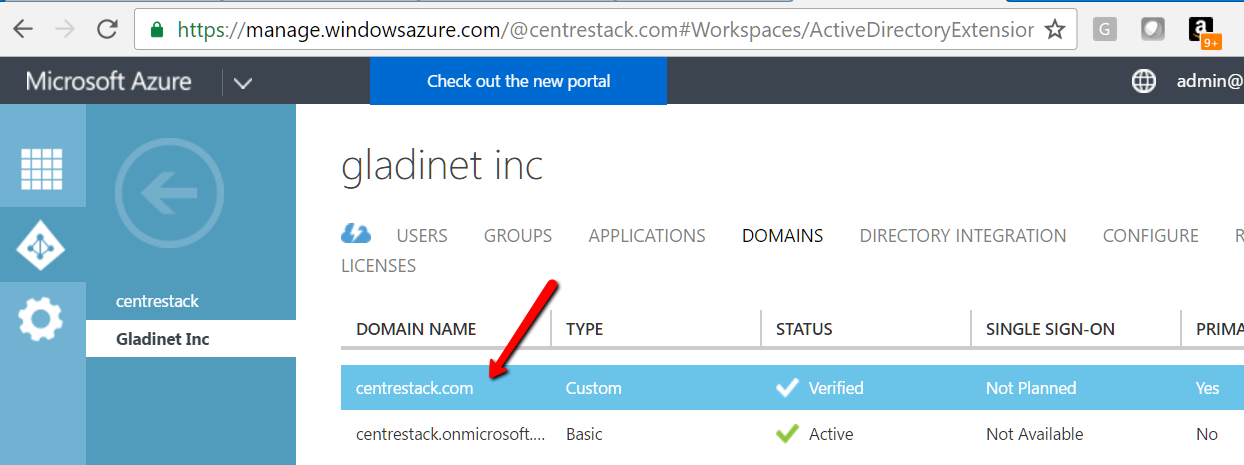 https://manage.windowsazure.com/@centrestack.com#Workspaces/ActiveDirectoryExtension
G
9+
Microsoft Azure
Check out the new portal
admin@
gladinet inc
USERS GROUPS APPLICATIONS DOMAINS DIRECTORY INTEGRATION CONFIGURE R
LICENSES
centrestack
Gladinet Inc
DOMAIN NAME TYPE STATUS SINGLE SIGN-ON PRIMA
centrestack.com Custom Verified Not Planned Yes
centrestack.onmicrosoft.... Basic Active Not Available No